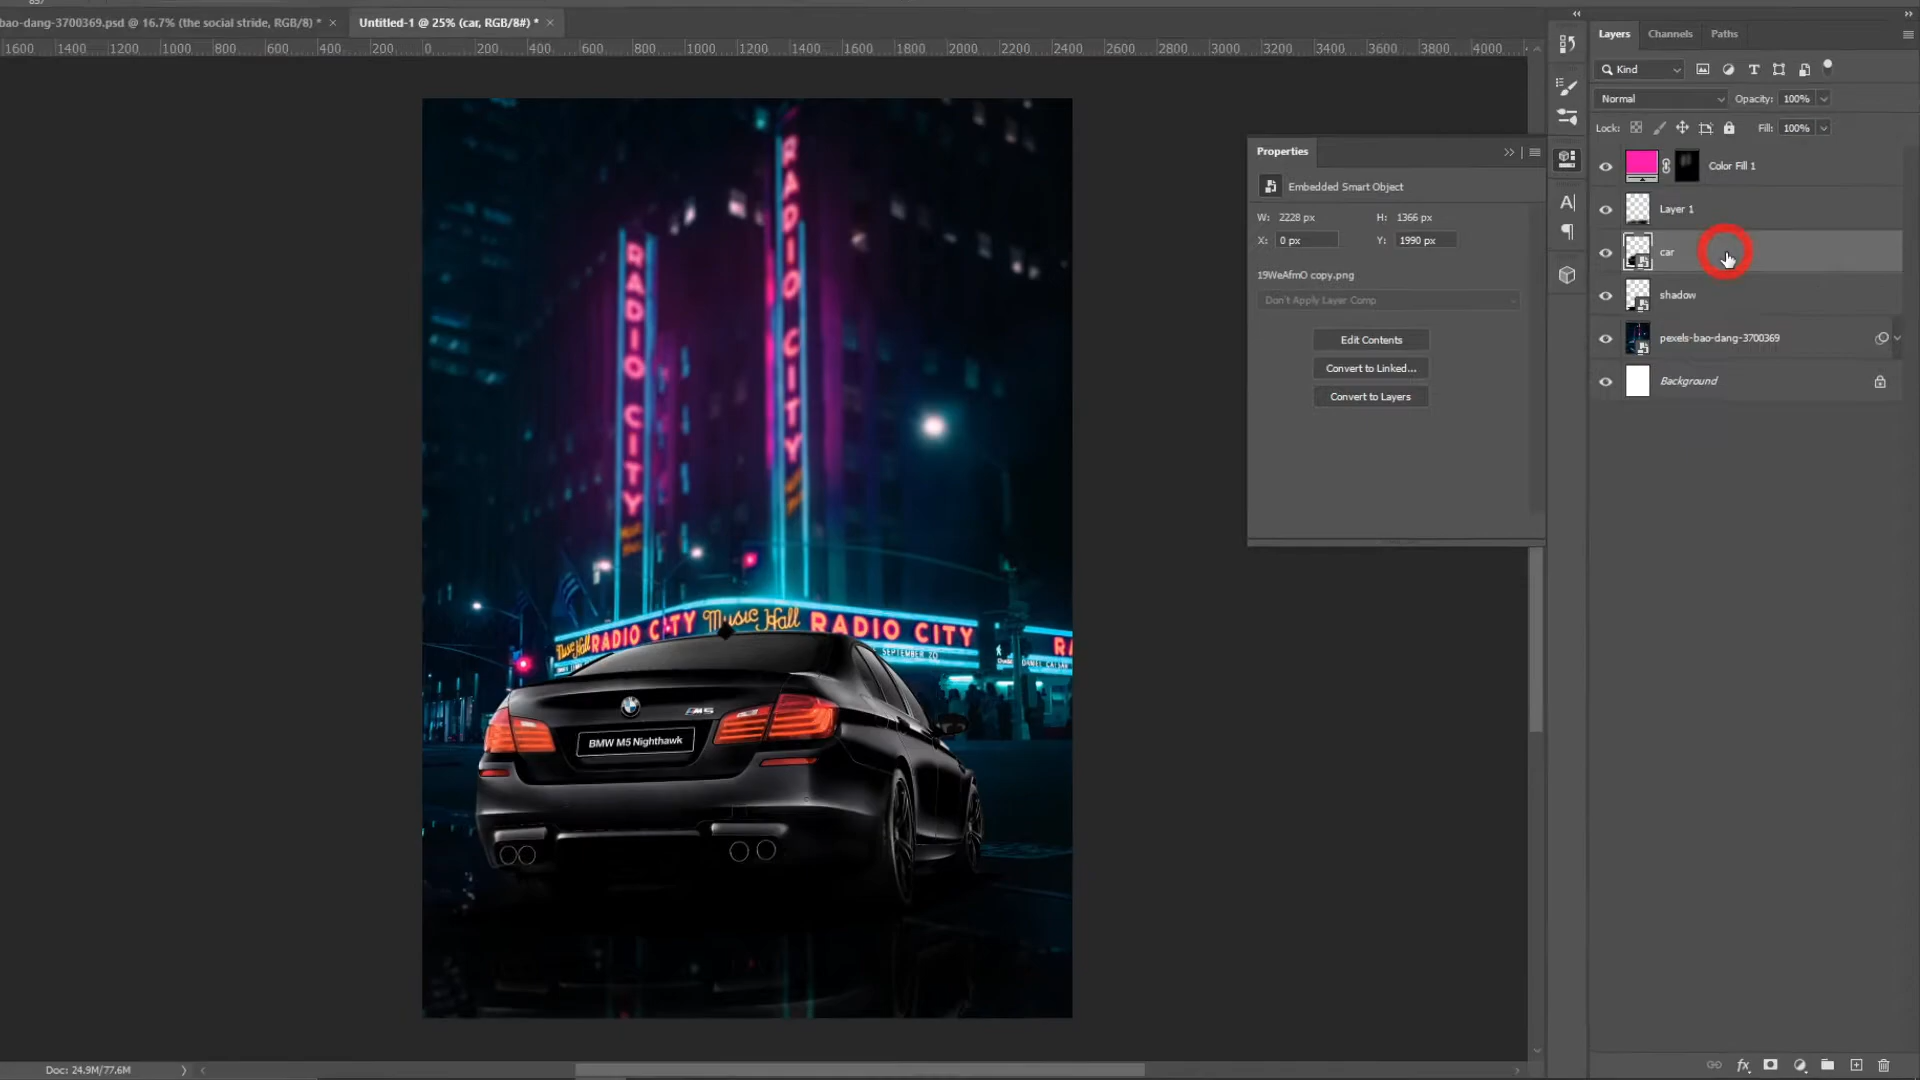 bao-dang-3700369.psd @ 16.7% (the social stride, RGB/8) * ×
Untitled-1 @ 25% (car, RGB/8#) * ×
1600 1400 1200 1000 800 600 400 200 0 200 400 600 800 1000 1200 1400 1600 1800 2000 2200 2400 2600 2800 3000 3200 3400 3600 3800 4000
Layers Channels Paths
Kind
Normal Opacity: 100%
Lock: Fill: 100%
Color Fill 1
Layer 1
car
shadow
pexels-bao-dang-3700369
Background
Properties
Embedded Smart Object
W: 2228 px H: 1366 px
X: 0 px Y: 1990 px
19WeAfmO copy.png
Don't Apply Layer Comp
Edit Contents
Convert to Linked...
Convert to Layers
RADIO CITY
RADIO CITY
Music Hall RADIO CITY Music Hall RADIO CITY
SEPTEMBER 20
M5
BMW M5 Nighthawk
Doc: 24.9M/77.6M